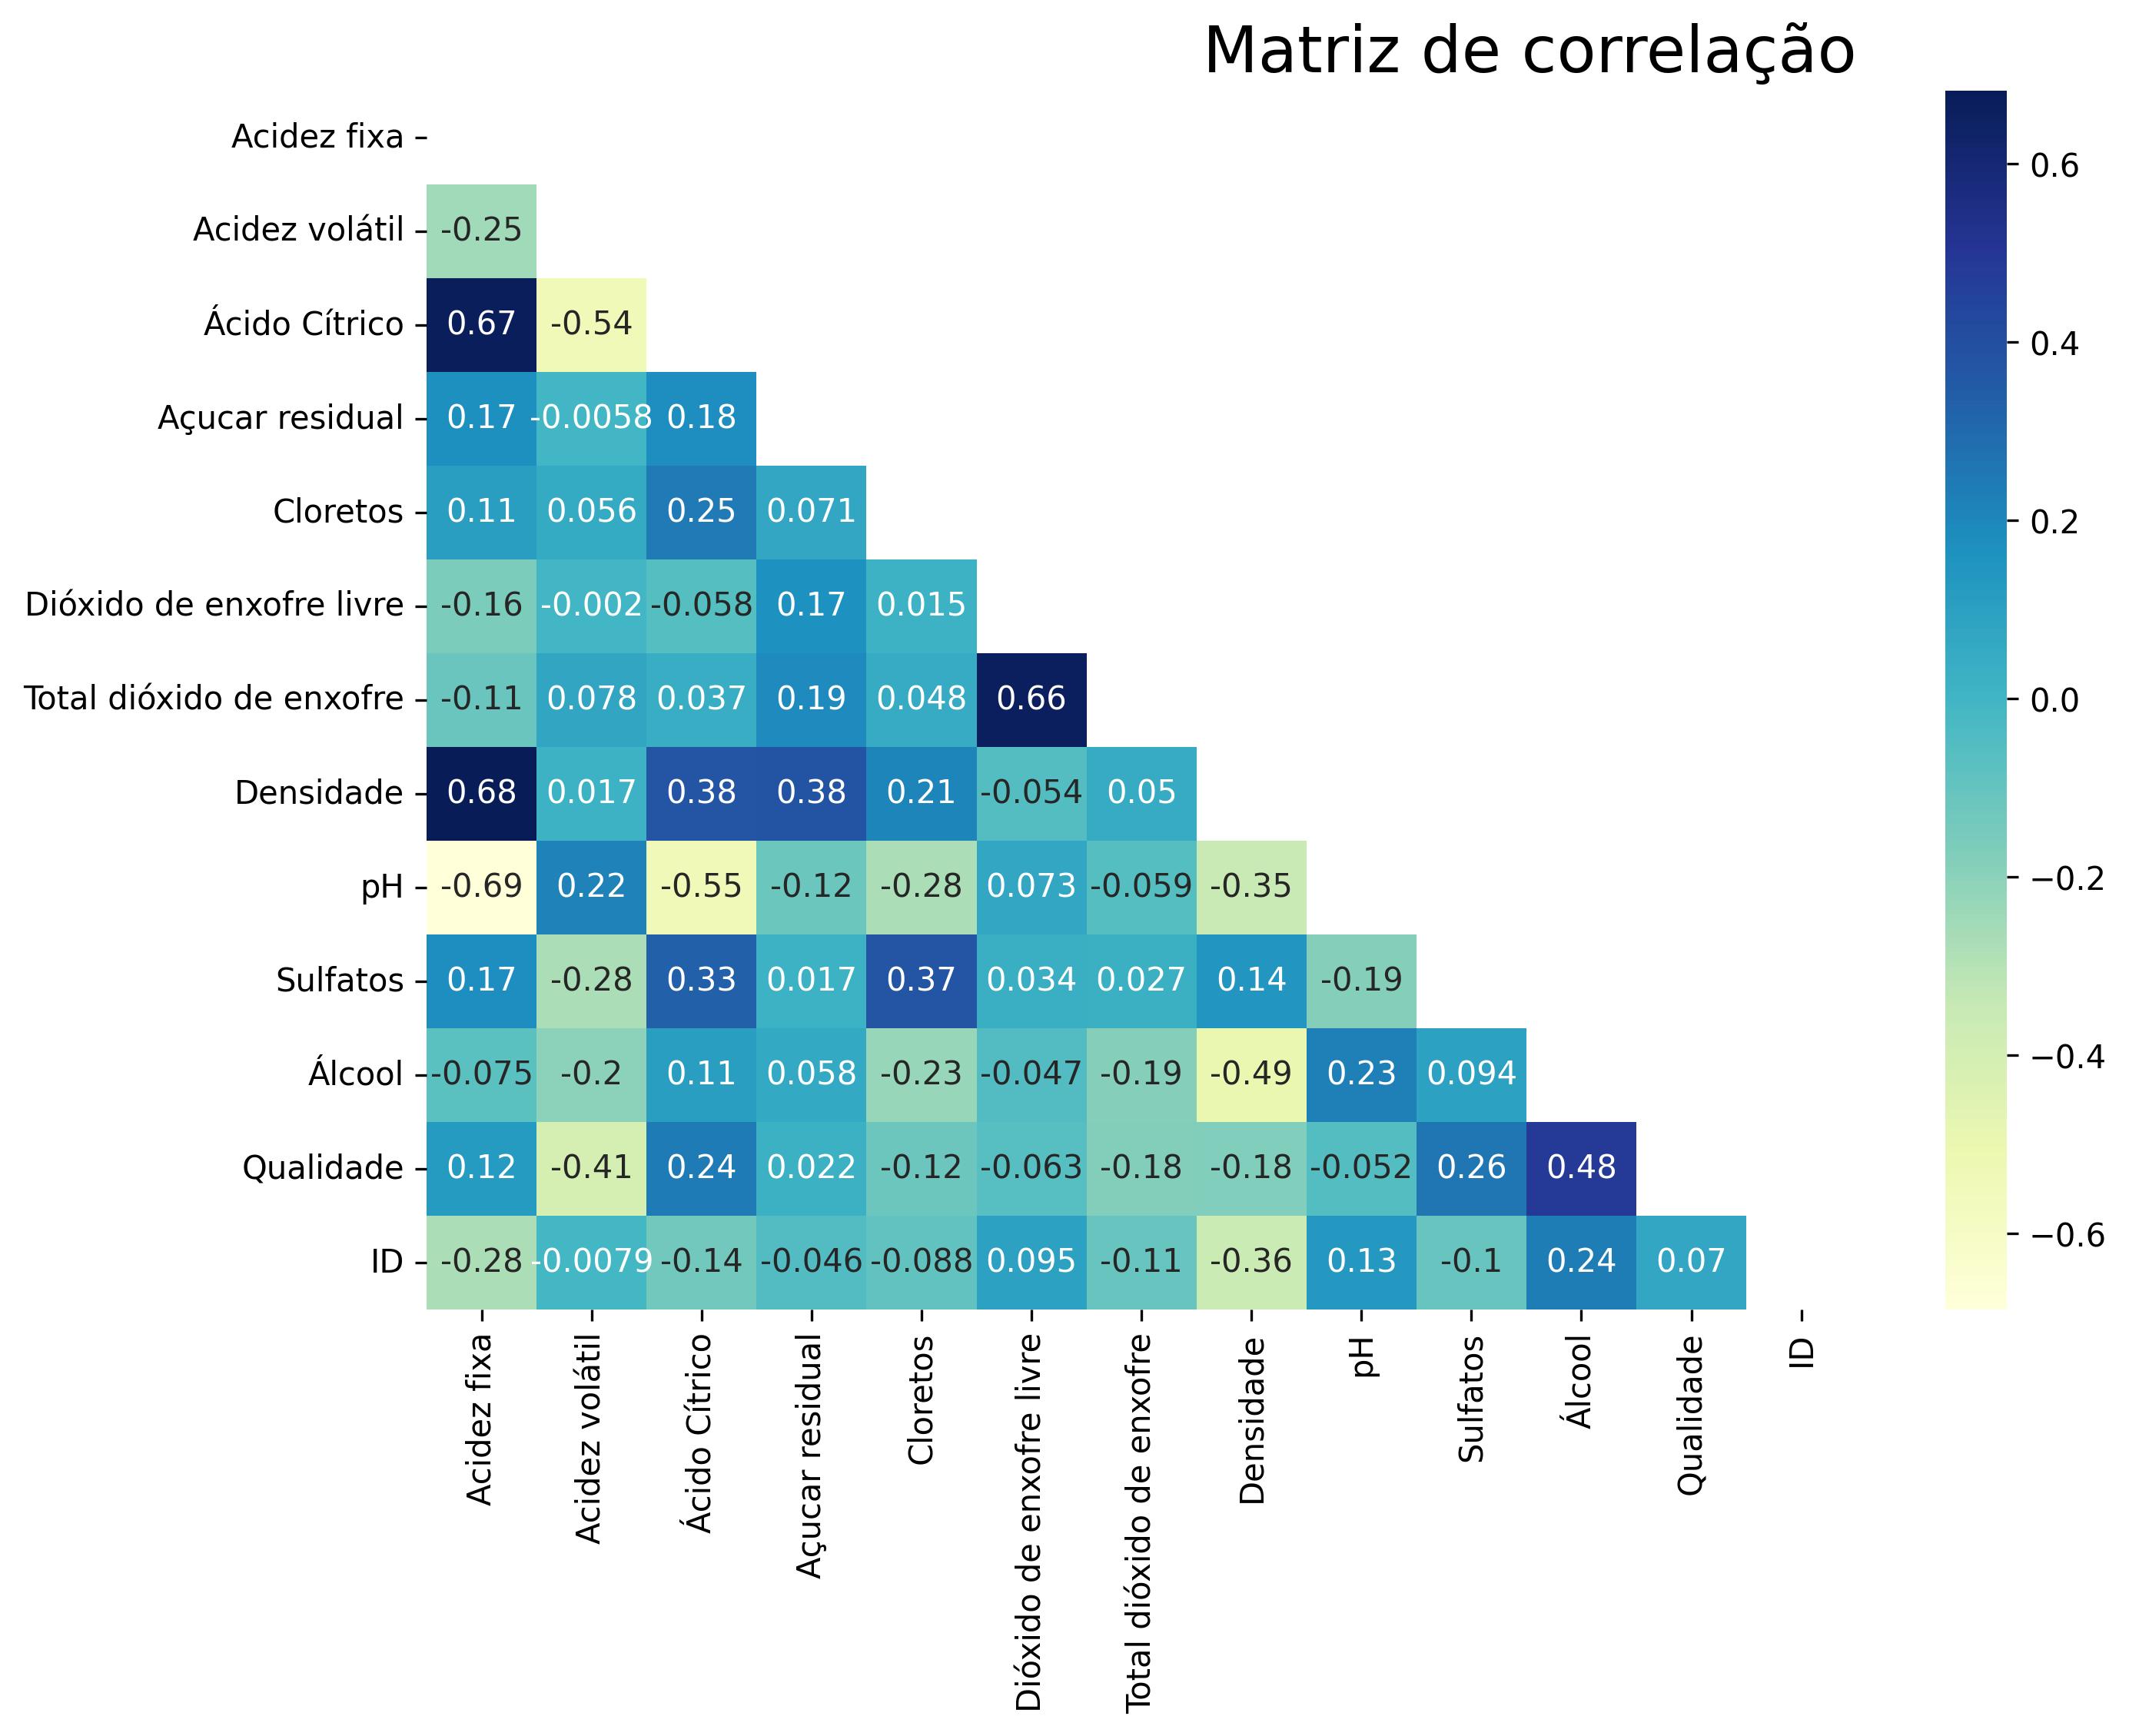 Matriz de correlação
Acidez fixa
Acidez volátil -0.25
Ácido Cítrico 0.67 -0.54
Açucar residual 0.17 -0.0058 0.18
Cloretos 0.11 0.056 0.25 0.071
Dióxido de enxofre livre -0.16 -0.002 -0.058 0.17 0.015
Total dióxido de enxofre -0.11 0.078 0.037 0.19 0.048 0.66
Densidade 0.68 0.017 0.38 0.38 0.21 -0.054 0.05
pH -0.69 0.22 -0.55 -0.12 -0.28 0.073 -0.059 -0.35
Sulfatos 0.17 -0.28 0.33 0.017 0.37 0.034 0.027 0.14 -0.19
Álcool -0.075 -0.2 0.11 0.058 -0.23 -0.047 -0.19 -0.49 0.23 0.094
Qualidade 0.12 -0.41 0.24 0.022 -0.12 -0.063 -0.18 -0.18 -0.052 0.26 0.48
ID -0.28 -0.0079 -0.14 -0.046 -0.088 0.095 -0.11 -0.36 0.13 -0.1 0.24 0.07
Acidez fixa
Acidez volátil
Ácido Cítrico
Açucar residual
Cloretos
Dióxido de enxofre livre
Total dióxido de enxofre
Densidade
pH
Sulfatos
Álcool
Qualidade
ID
0.6
0.4
0.2
0.0
−0.2
−0.4
−0.6